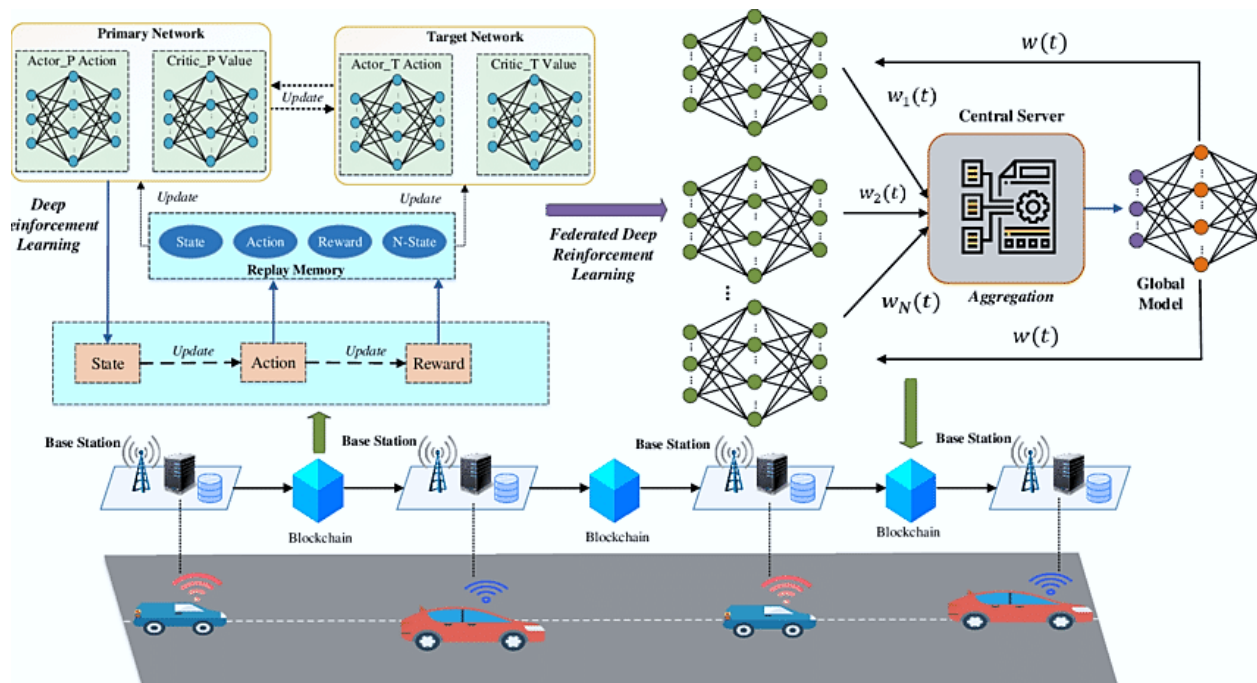 Primary Network
Actor_P Action
Critic_P Value
Update
Target Network
Actor_T Action
Critic_T Value
Deep
einforcement
Learning
Update
Update
State
Action
Reward
N-State
Replay Memory
State
Update
Action
Update
Reward
Federated Deep
Reinforcement
Learning
w(t)
w₁(t)
w₂(t)
w_N(t)
Central Server
Aggregation
Global
Model
w(t)
Base Station
Base Station
Base Station
Base Station
Blockchain
Blockchain
Blockchain